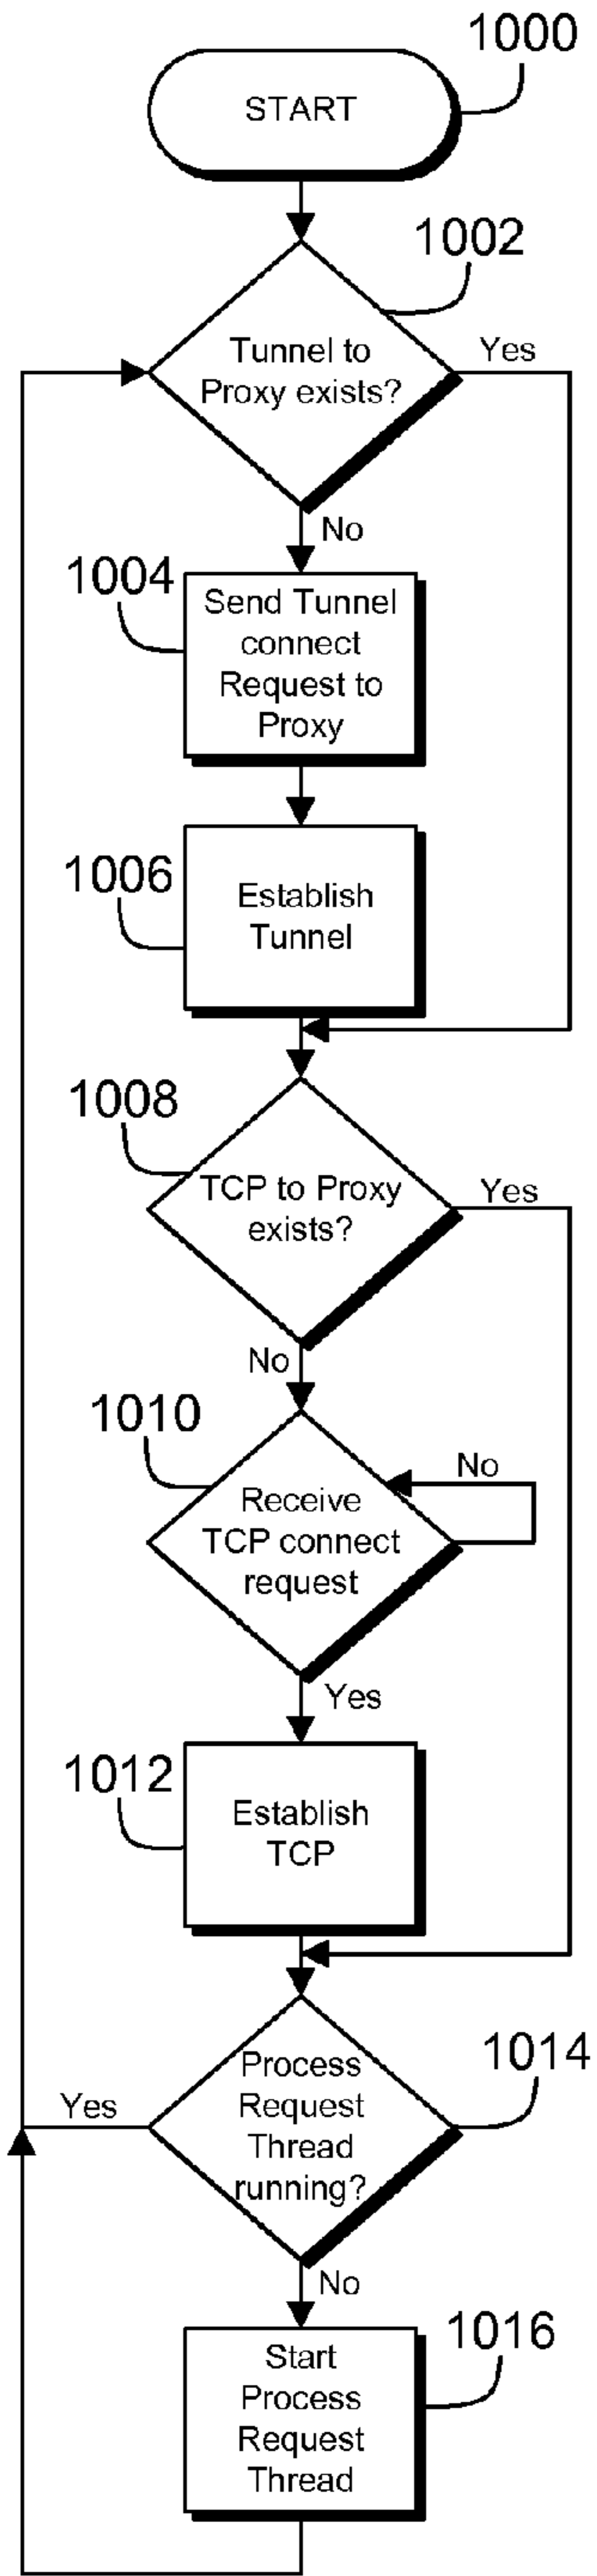 1000
START
1002
Tunnel to
Proxy exists?
Yes
No
1004
Send Tunnel
connect
Request to
Proxy
1006
Establish
Tunnel
1008
TCP to Proxy
exists?
Yes
No
1010
No
Receive
TCP connect
request
Yes
1012
Establish
TCP
1014
Process
Request
Thread
running?
Yes
No
1016
Start
Process
Request
Thread